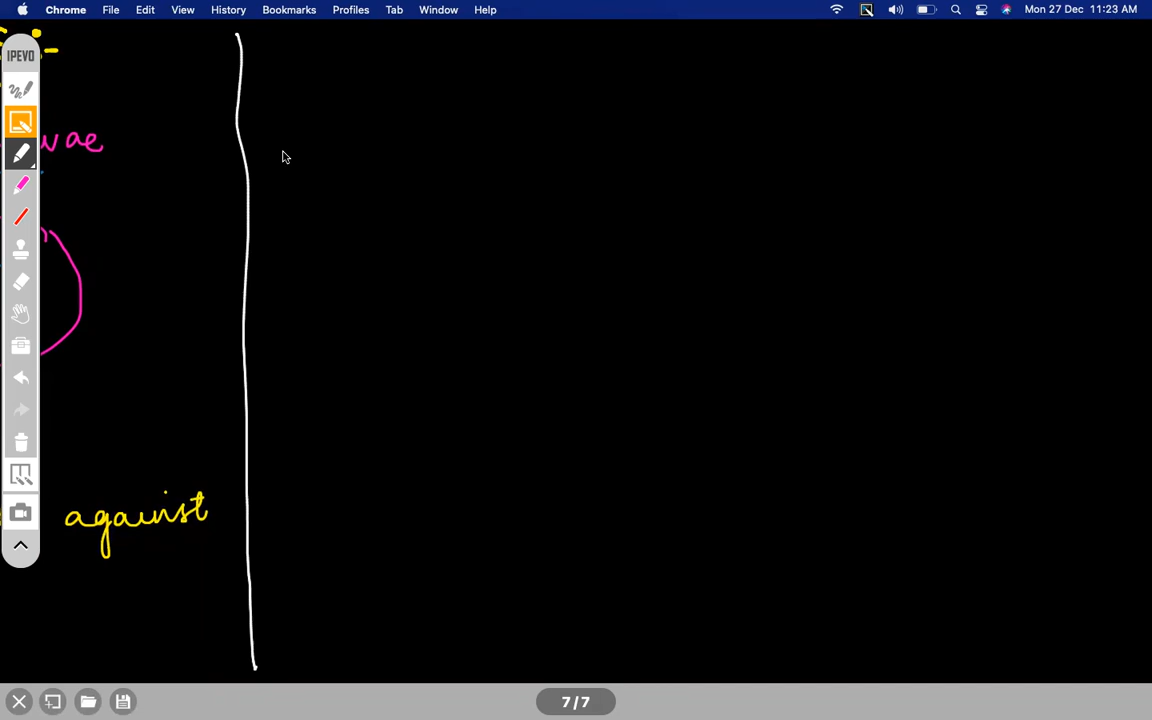 Chrome File Edit View History Bookmarks Profiles Tab Window Help Mon 27 Dec 11:23 AM
IPEVO
vae
against
7/7